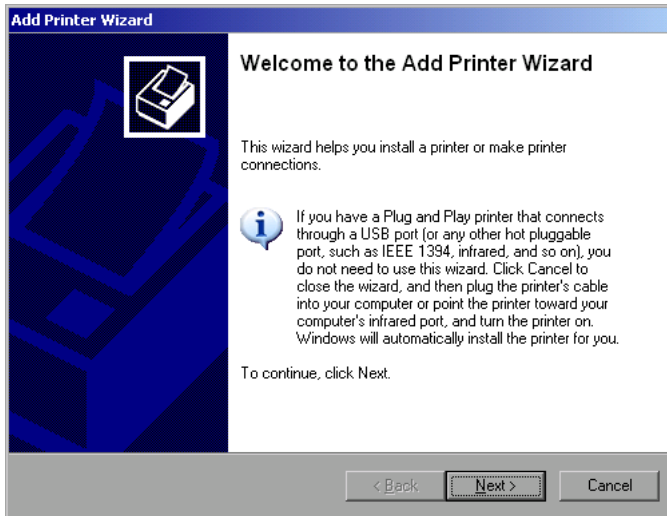 Add Printer Wizard
Welcome to the Add Printer Wizard
This wizard helps you install a printer or make printer
connections.
If you have a Plug and Play printer that connects
through a USB port (or any other hot pluggable
port, such as IEEE 1394, infrared, and so on), you
do not need to use this wizard. Click Cancel to
close the wizard, and then plug the printer's cable
into your computer or point the printer toward your
computer's infrared port, and turn the printer on.
Windows will automatically install the printer for you.
To continue, click Next.
< Back
Next >
Cancel